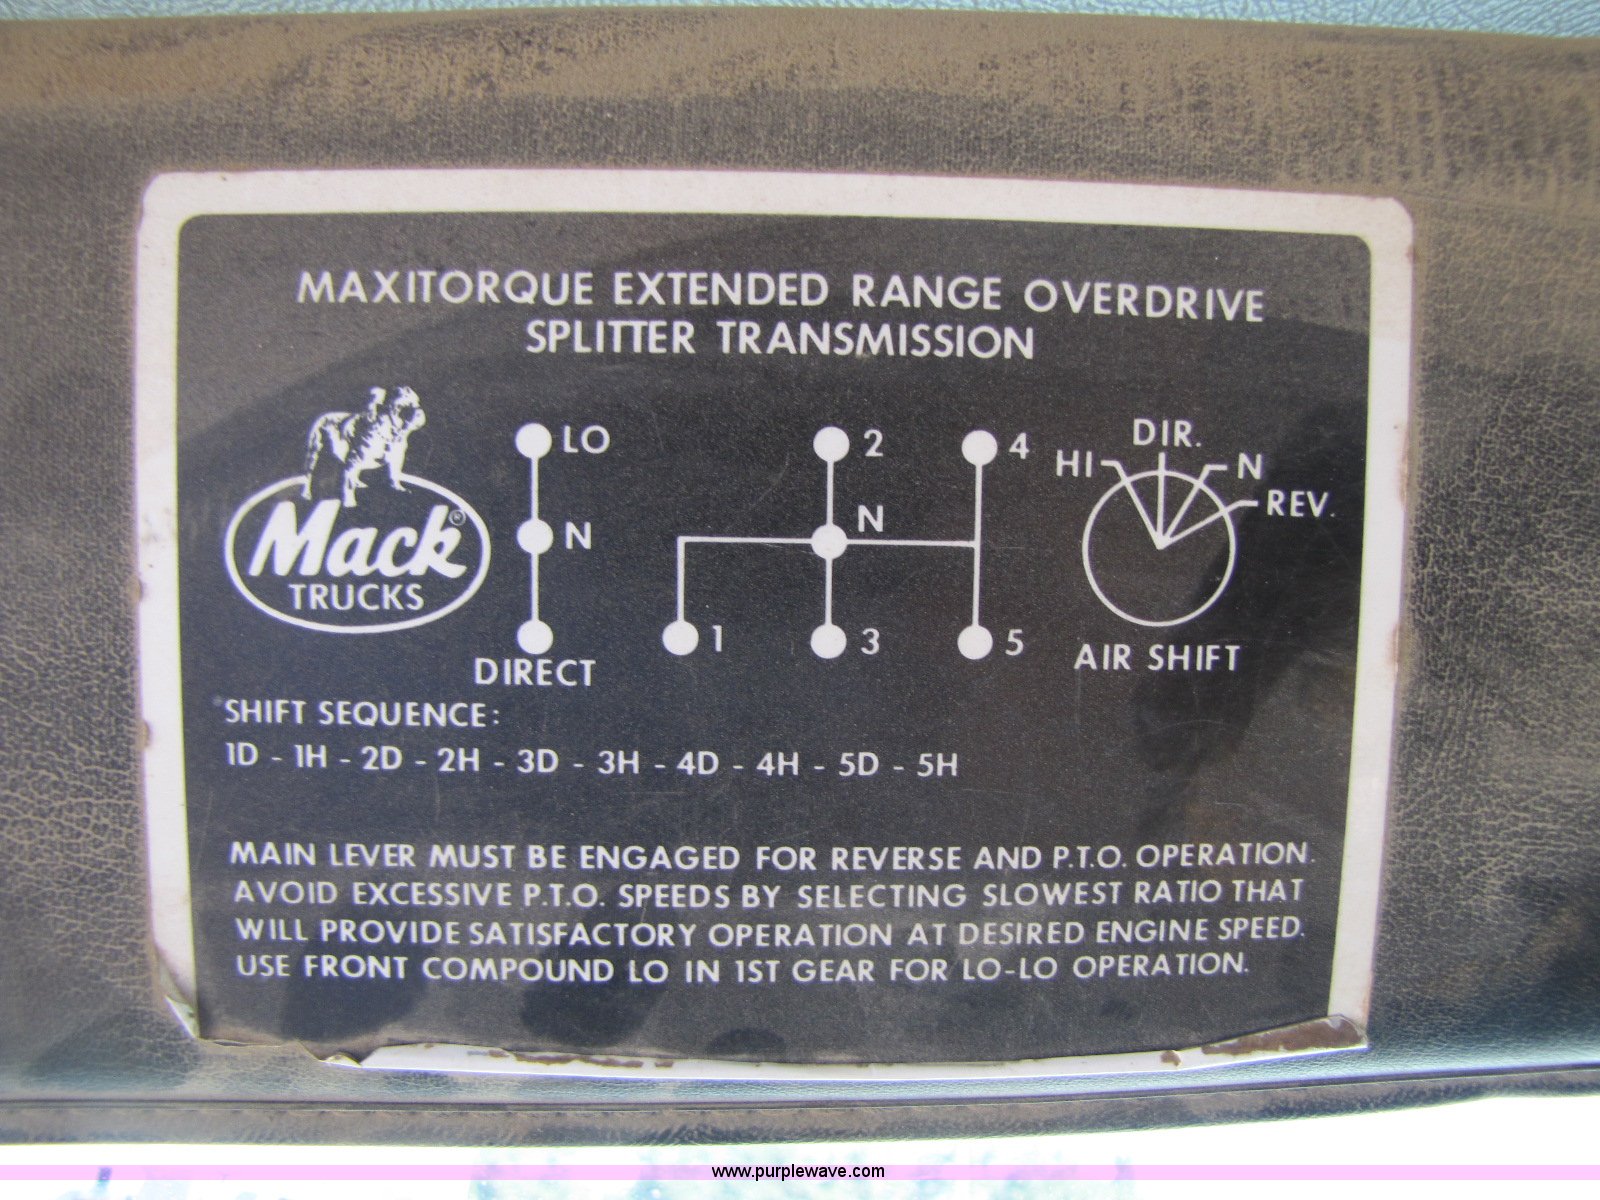 MAXITORQUE EXTENDED RANGE OVERDRIVE
SPLITTER TRANSMISSION
Mack®
TRUCKS
LO
N
DIRECT
2
4
N
1
3
5
DIR.
HI
N
REV.
AIR SHIFT
SHIFT SEQUENCE:
1D - 1H - 2D - 2H - 3D - 3H - 4D - 4H - 5D - 5H
MAIN LEVER MUST BE ENGAGED FOR REVERSE AND P.T.O. OPERATION.
AVOID EXCESSIVE P.T.O. SPEEDS BY SELECTING SLOWEST RATIO THAT
WILL PROVIDE SATISFACTORY OPERATION AT DESIRED ENGINE SPEED.
USE FRONT COMPOUND LO IN 1ST GEAR FOR LO-LO OPERATION.
www.purplewave.com